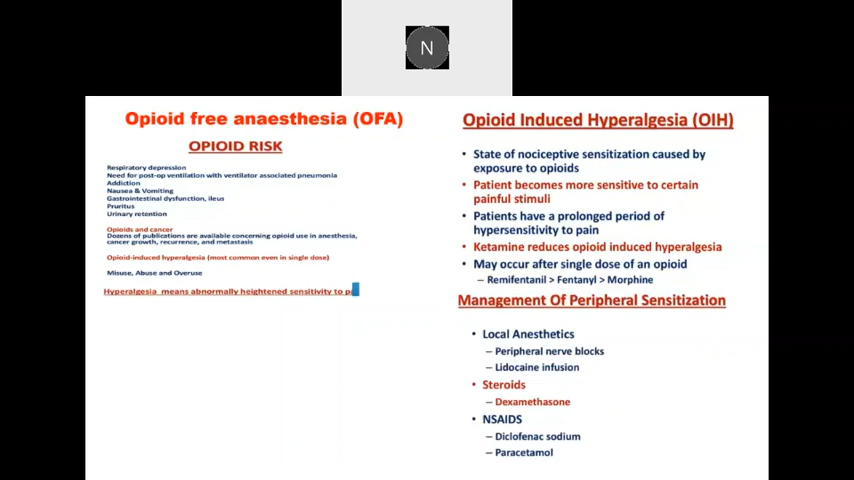 N
Opioid free anaesthesia (OFA)
OPIOID RISK
Respiratory depression
Need for post-op ventilation with ventilator associated pneumonia
Addiction
Nausea & Vomiting
Gastrointestinal dysfunction, ileus
Pruritus
Urinary retention
Opioids and cancer
Dozens of publications are available concerning opioid use in anesthesia,
cancer growth, recurrence, and metastasis
Opioid-induced hyperalgesia (most common even in single dose)
Misuse, Abuse and Overuse
Hyperalgesia means abnormally heightened sensitivity to
Opioid Induced Hyperalgesia (OIH)
• State of nociceptive sensitization caused by
exposure to opioids
• Patient becomes more sensitive to certain
painful stimuli
• Patients have a prolonged period of
hypersensitivity to pain
• Ketamine reduces opioid induced hyperalgesia
• May occur after single dose of an opioid
– Remifentanil > Fentanyl > Morphine
Management Of Peripheral Sensitization
• Local Anesthetics
– Peripheral nerve blocks
– Lidocaine infusion
• Steroids
– Dexamethasone
• NSAIDS
– Diclofenac sodium
– Paracetamol